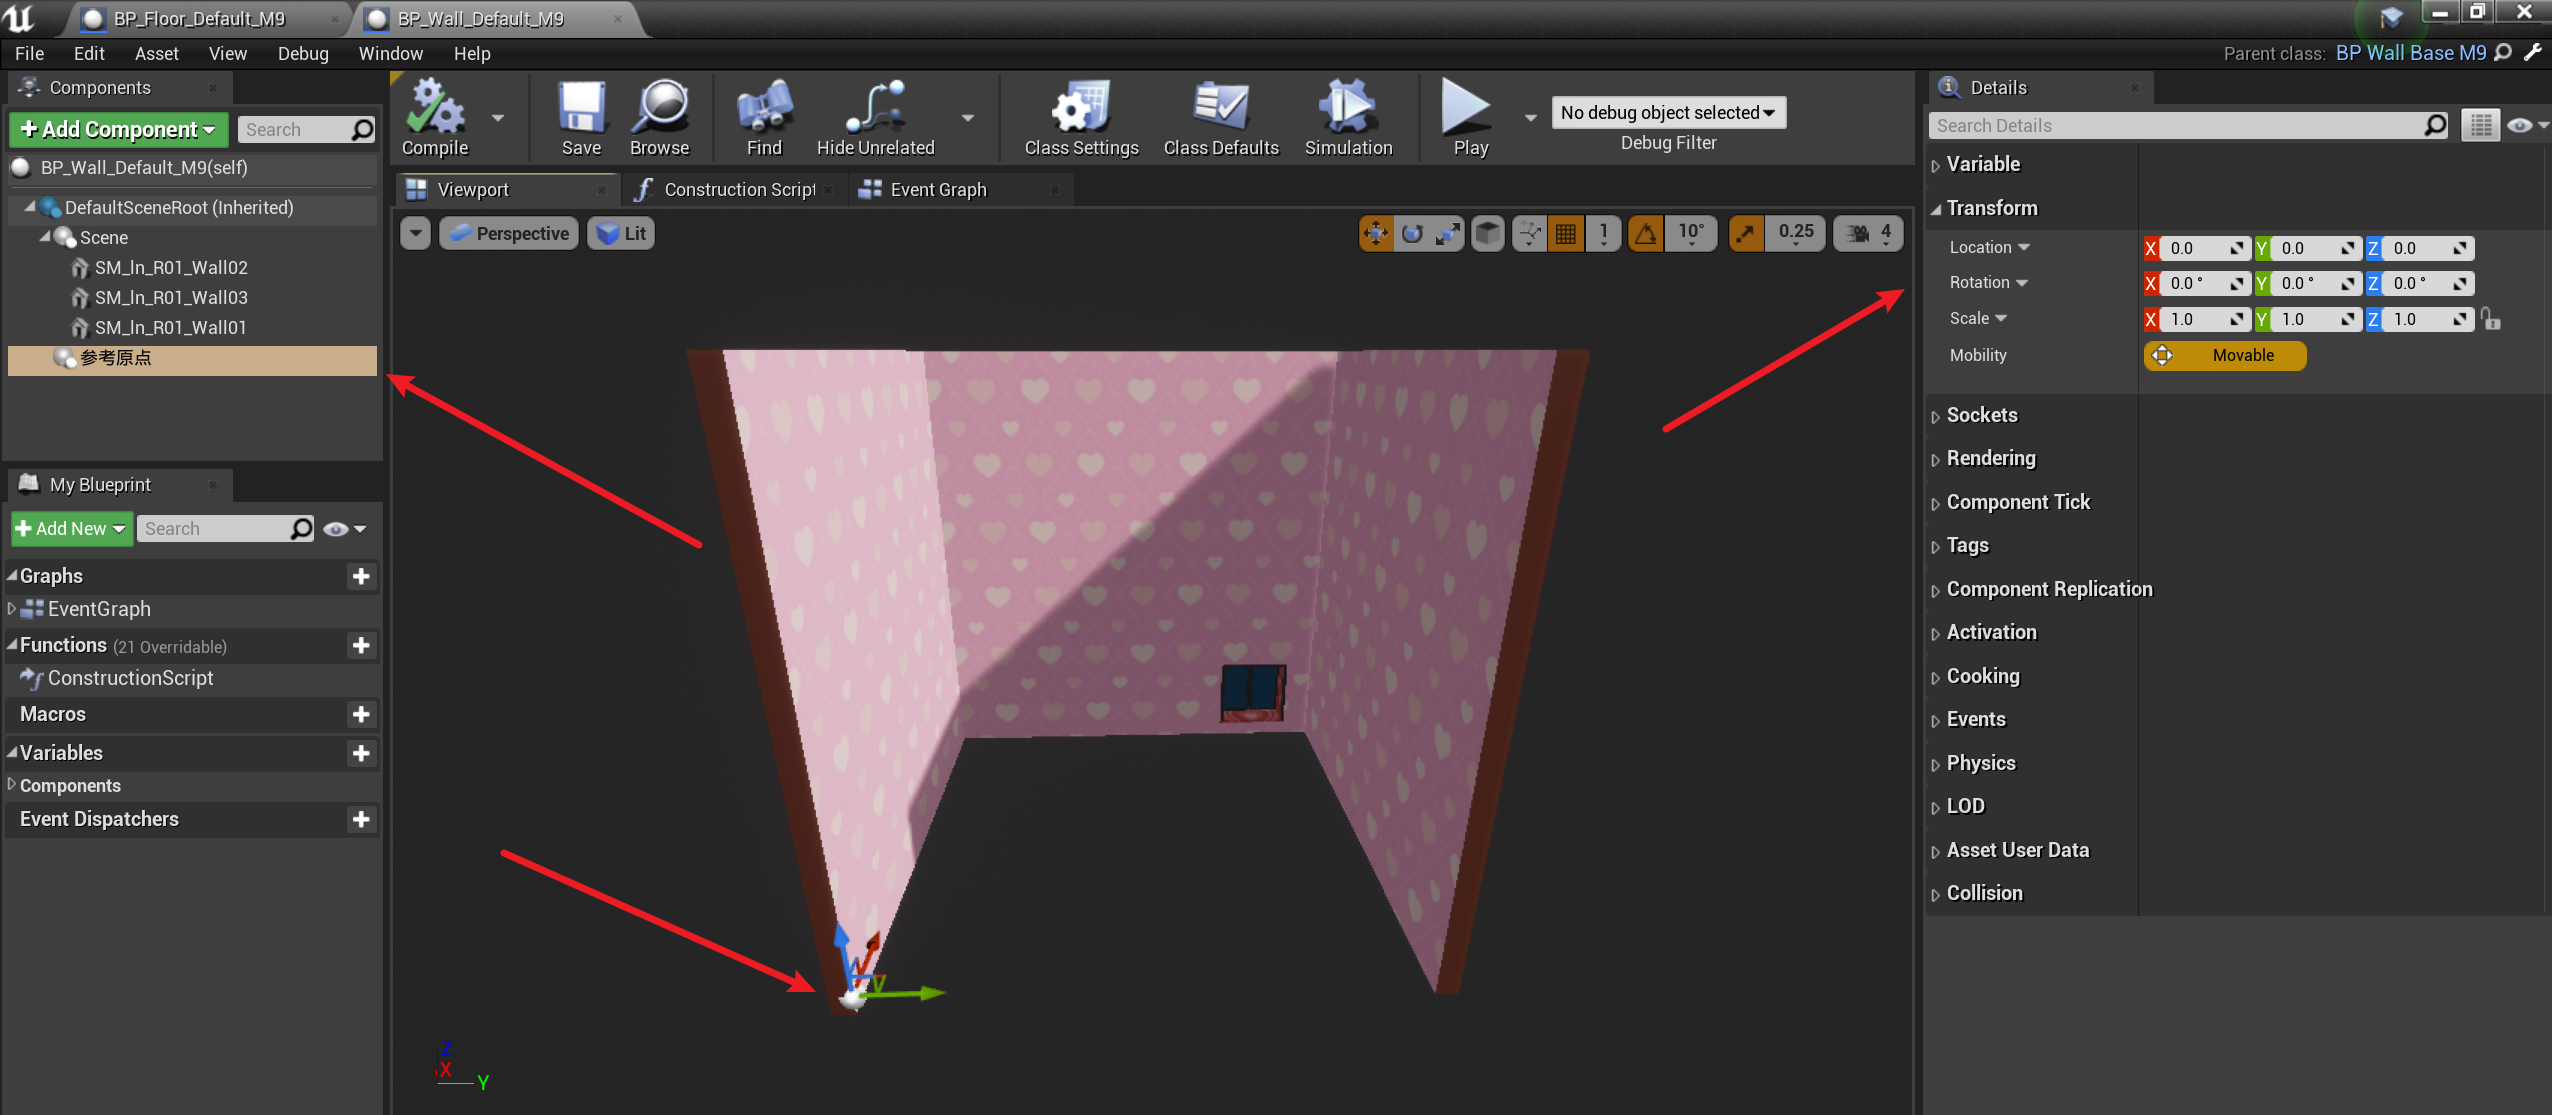 BP_Floor_Default_M9
BP_Wall_Default_M9
File Edit Asset View Debug Window Help
Parent class: BP Wall Base M9
Components
Add Component
Search
BP_Wall_Default_M9(self)
DefaultSceneRoot (Inherited)
Scene
SM_In_R01_Wall02
SM_In_R01_Wall03
SM_In_R01_Wall01
参考原点
My Blueprint
Add New
Search
Graphs
EventGraph
Functions (21 Overridable)
ConstructionScript
Macros
Variables
Components
Event Dispatchers
Compile
Save
Browse
Find
Hide Unrelated
Class Settings
Class Defaults
Simulation
Play
No debug object selected
Debug Filter
Viewport
Construction Script
Event Graph
Perspective
Lit
1
10°
0.25
4
Z
X
Y
Details
Search Details
Variable
Transform
Location X 0.0 Y 0.0 Z 0.0
Rotation X 0.0 ° Y 0.0 ° Z 0.0 °
Scale X 1.0 Y 1.0 Z 1.0
Mobility Movable
Sockets
Rendering
Component Tick
Tags
Component Replication
Activation
Cooking
Events
Physics
LOD
Asset User Data
Collision